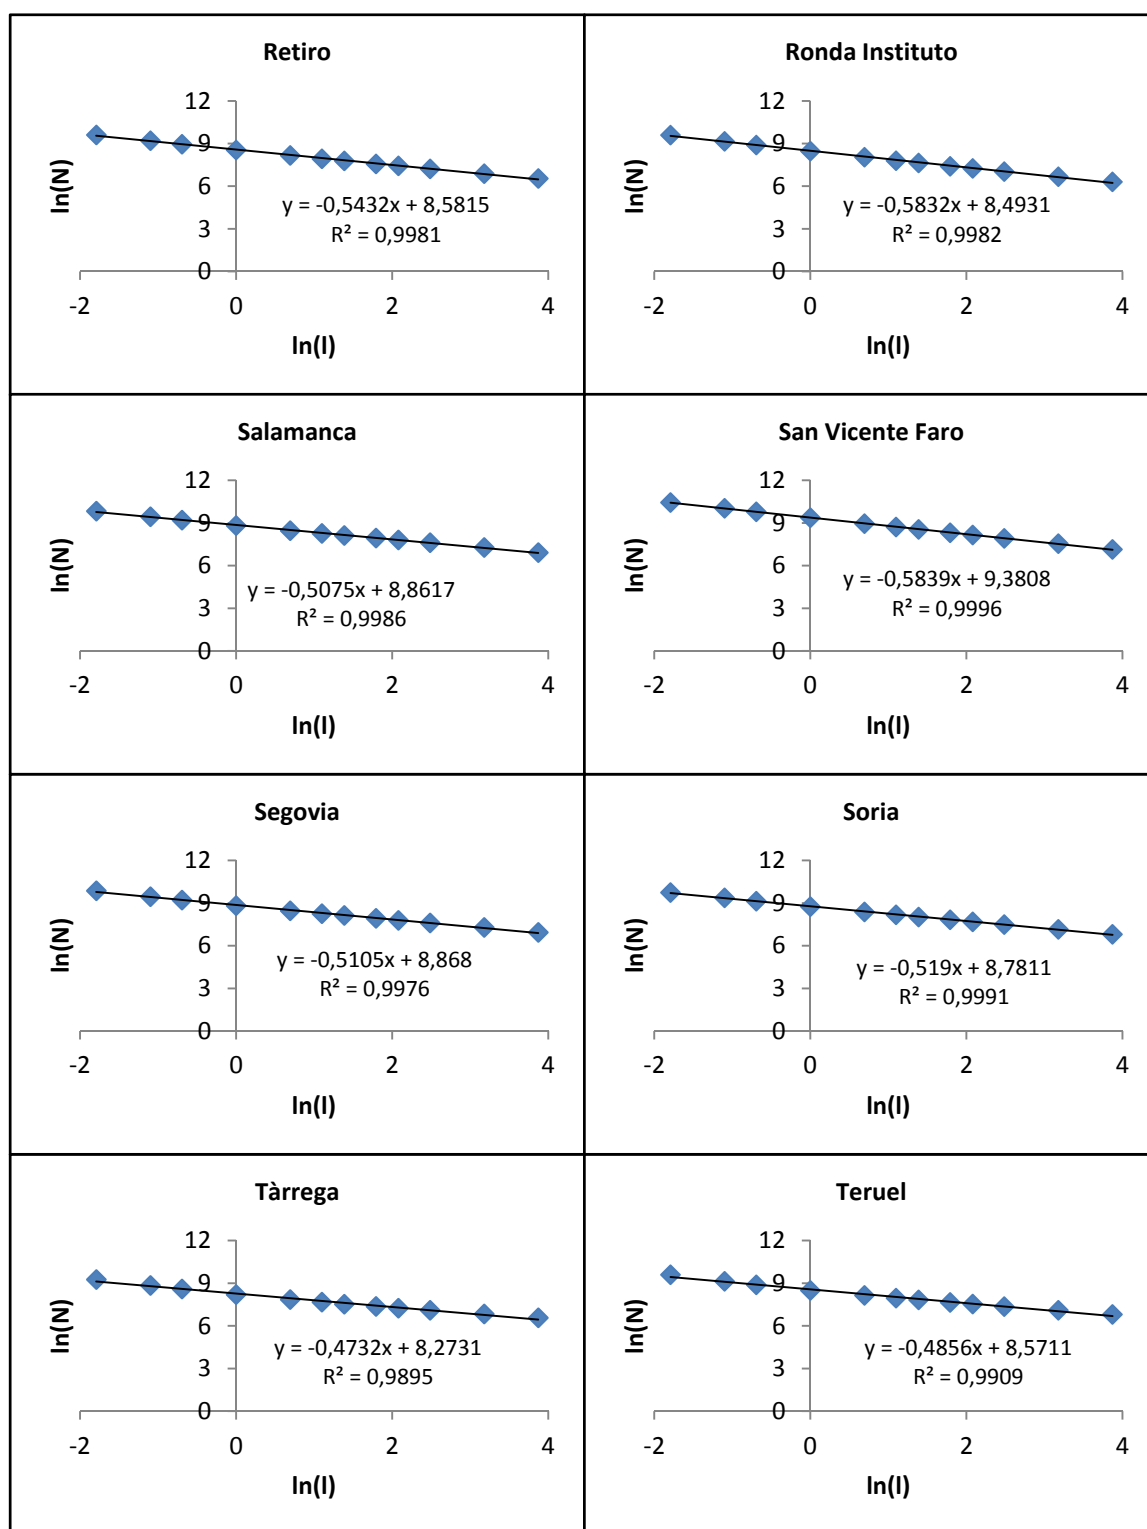 Retiro
12
9
6
3
0
-2 0 2 4
ln(N)
ln(I)
y = -0,5432x + 8,5815
R² = 0,9981
Ronda Instituto
12
9
6
3
0
-2 0 2 4
ln(N)
ln(I)
y = -0,5832x + 8,4931
R² = 0,9982
Salamanca
12
9
6
3
0
-2 0 2 4
ln(N)
ln(I)
y = -0,5075x + 8,8617
R² = 0,9986
San Vicente Faro
12
9
6
3
0
-2 0 2 4
ln(N)
ln(I)
y = -0,5839x + 9,3808
R² = 0,9996
Segovia
12
9
6
3
0
-2 0 2 4
ln(N)
ln(I)
y = -0,5105x + 8,868
R² = 0,9976
Soria
12
9
6
3
0
-2 0 2 4
ln(N)
ln(I)
y = -0,519x + 8,7811
R² = 0,9991
Tàrrega
12
9
6
3
0
-2 0 2 4
ln(N)
ln(I)
y = -0,4732x + 8,2731
R² = 0,9895
Teruel
12
9
6
3
0
-2 0 2 4
ln(N)
ln(I)
y = -0,4856x + 8,5711
R² = 0,9909